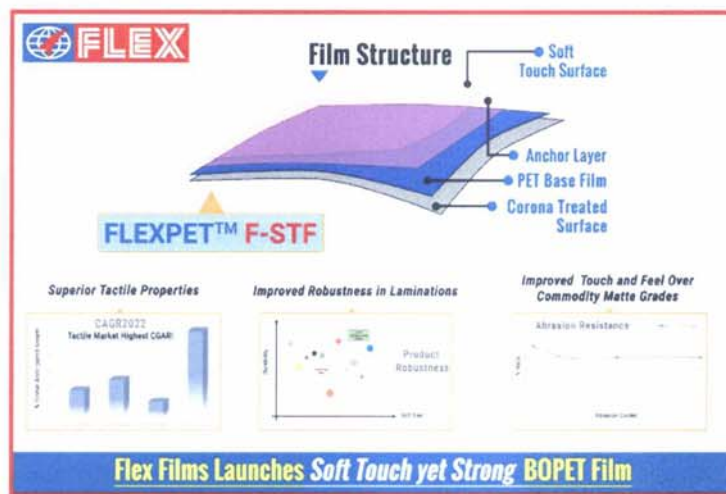 FLEX
Film Structure
Soft
Touch Surface
Anchor Layer
PET Base Film
Corona Treated
Surface
FLEXPET™ F-STF
Superior Tactile Properties
Improved Robustness in Laminations
Improved Touch and Feel Over
Commodity Matte Grades
CAGR2022
Tactile Market Highest CGAR!
Product
Robustness
Abrasion Resistance
Flex Films Launches Soft Touch yet Strong BOPET Film